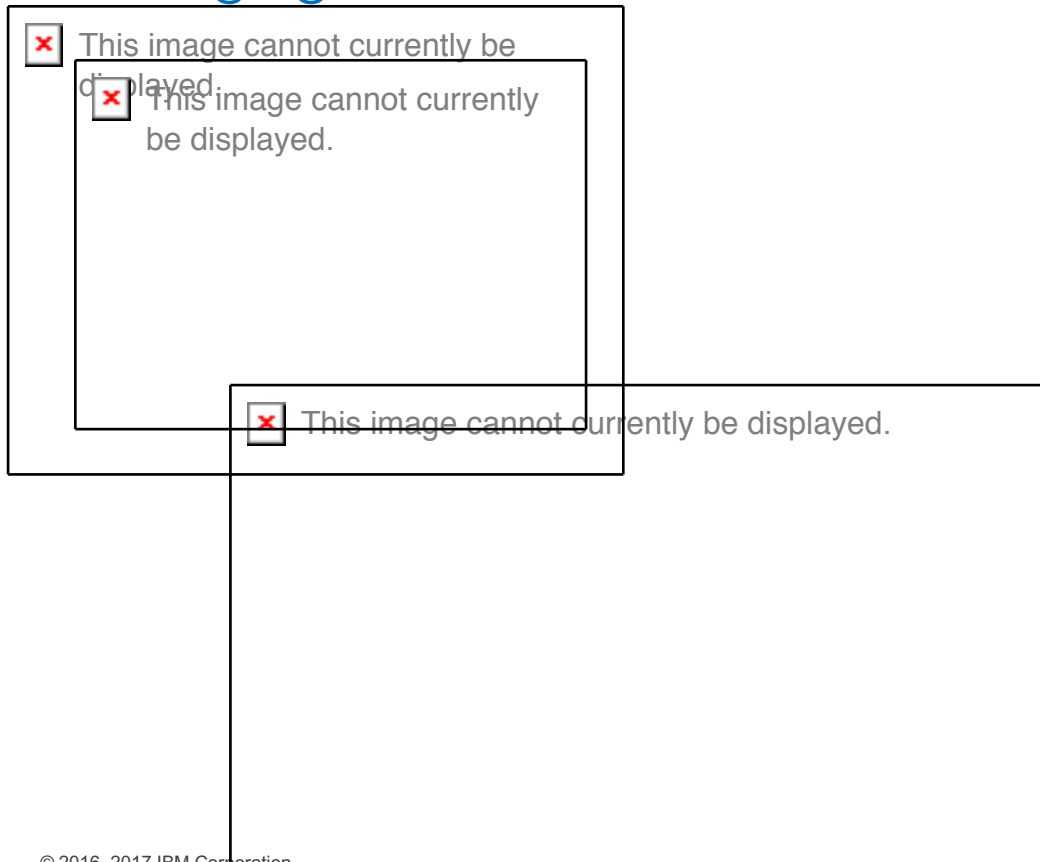 This image cannot currently be
displayed.
This image cannot currently
be displayed.
This image cannot currently be displayed.
© 2016, 2017 IBM Corporation